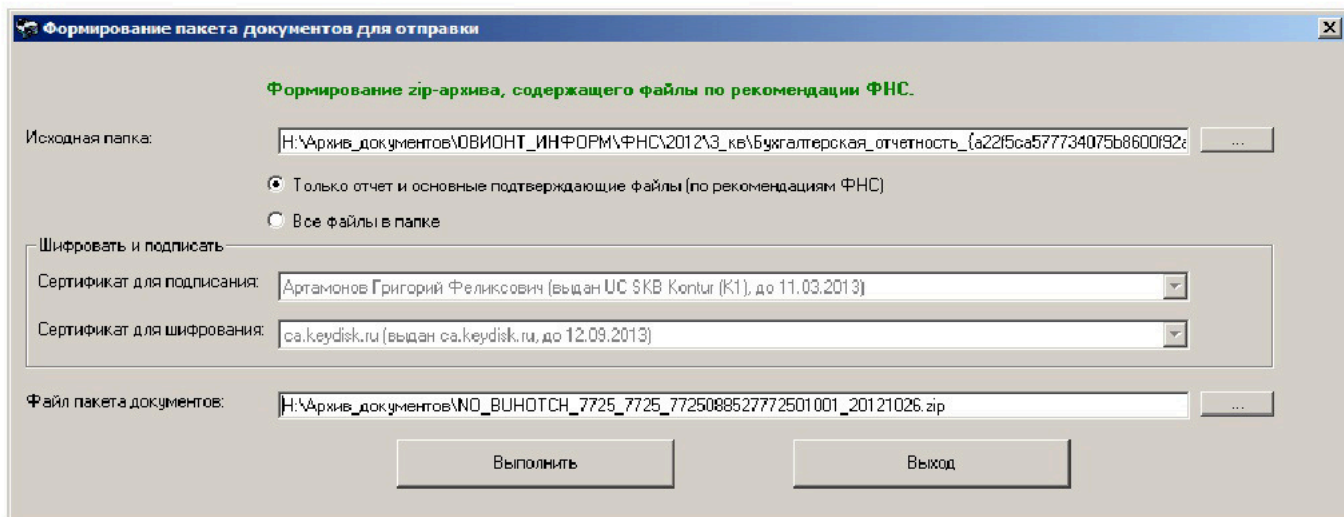 Формирование пакета документов для отправки
Формирование zip-архива, содержащего файлы по рекомендации ФНС.
Исходная папка: H:\Архив_документов\ОВИОНТ_ИНФОРМ\ФНС\2012\3_кв\Бухгалтерская_отчетность_{a22f5ca577734075b8600f92a ...
Только отчет и основные подтверждающие файлы (по рекомендациям ФНС)
Все файлы в папке
Шифровать и подписать
Сертификат для подписания: Артамонов Григорий Феликсович (выдан UC SKB Kontur (K1), до 11.03.2013)
Сертификат для шифрования: ca.keydisk.ru (выдан ca.keydisk.ru, до 12.09.2013)
Файл пакета документов: H:\Архив_документов\NO_BUHOTCH_7725_7725_7725088527772501001_20121026.zip ...
Выполнить Выход